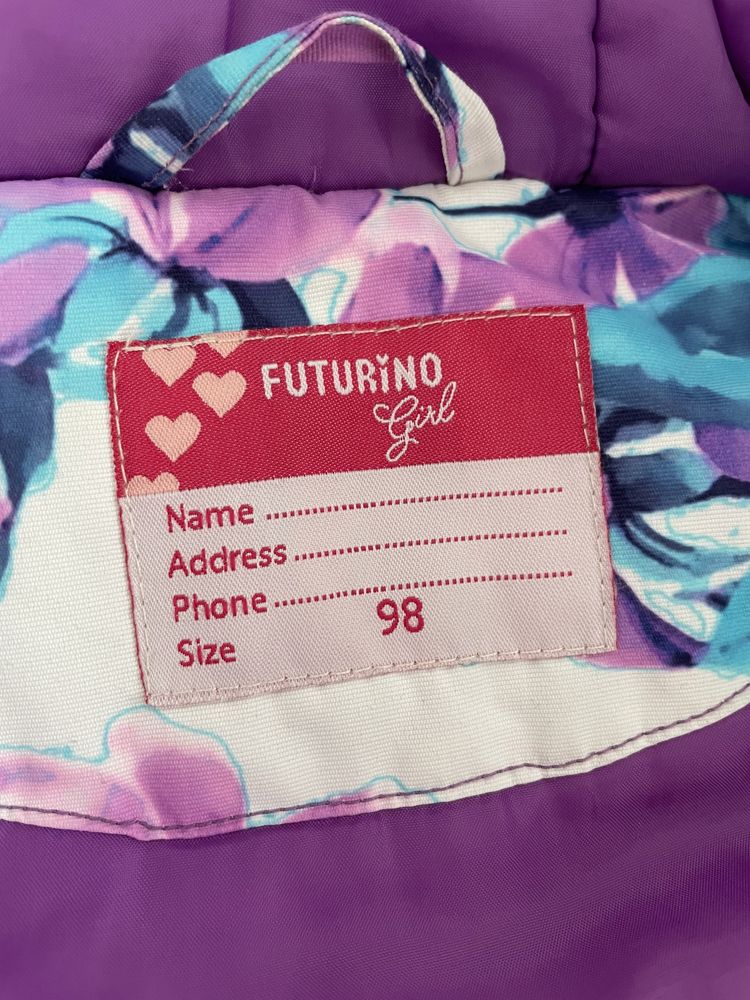 FUTURINO
Girl
Name ........................
Address ........................
Phone ........................
Size 98